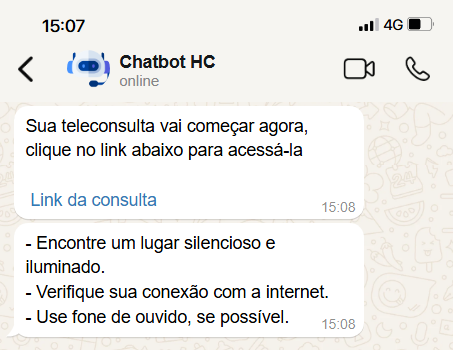 15:07 4G
Chatbot HC
online
Sua teleconsulta vai começar agora,
clique no link abaixo para acessá-la
Link da consulta
15:08
- Encontre um lugar silencioso e
iluminado.
- Verifique sua conexão com a internet.
- Use fone de ouvido, se possível.
15:08